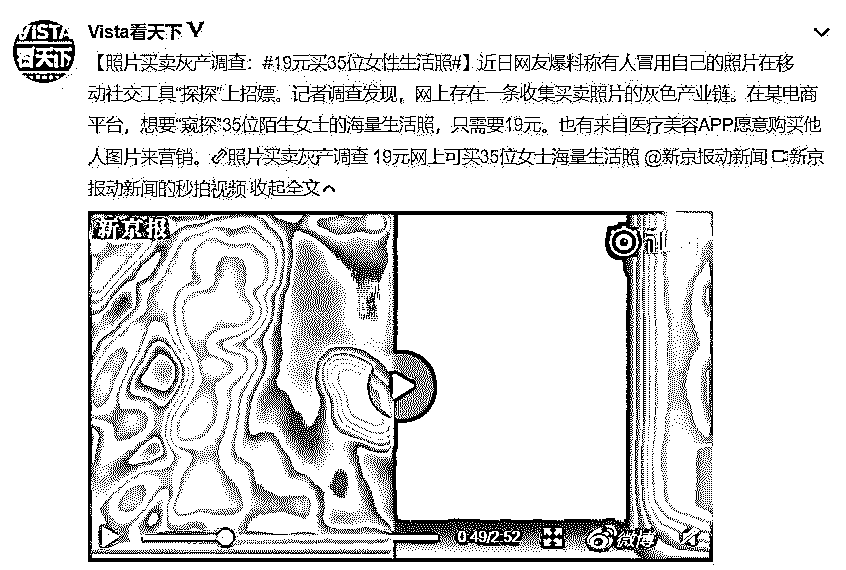 VISTA
看天下
Vista看天下 V
【照片买卖灰产调查：#19元买35位女性生活照#】近日网友爆料称有人冒用自己的照片在移
动社交工具“探探”上招嫖。记者调查发现，网上存在一条收集买卖照片的灰色产业链。在某电商
平台，想要“窥探”35位陌生女士的海量生活照，只需要19元。也有来自医疗美容APP愿意购买他
人图片来营销。照片买卖灰产调查 19元网上可买35位女士海量生活照 @新京报动新闻 新京
报动新闻的秒拍视频 收起全文
新京报
0:49/2:52
微博